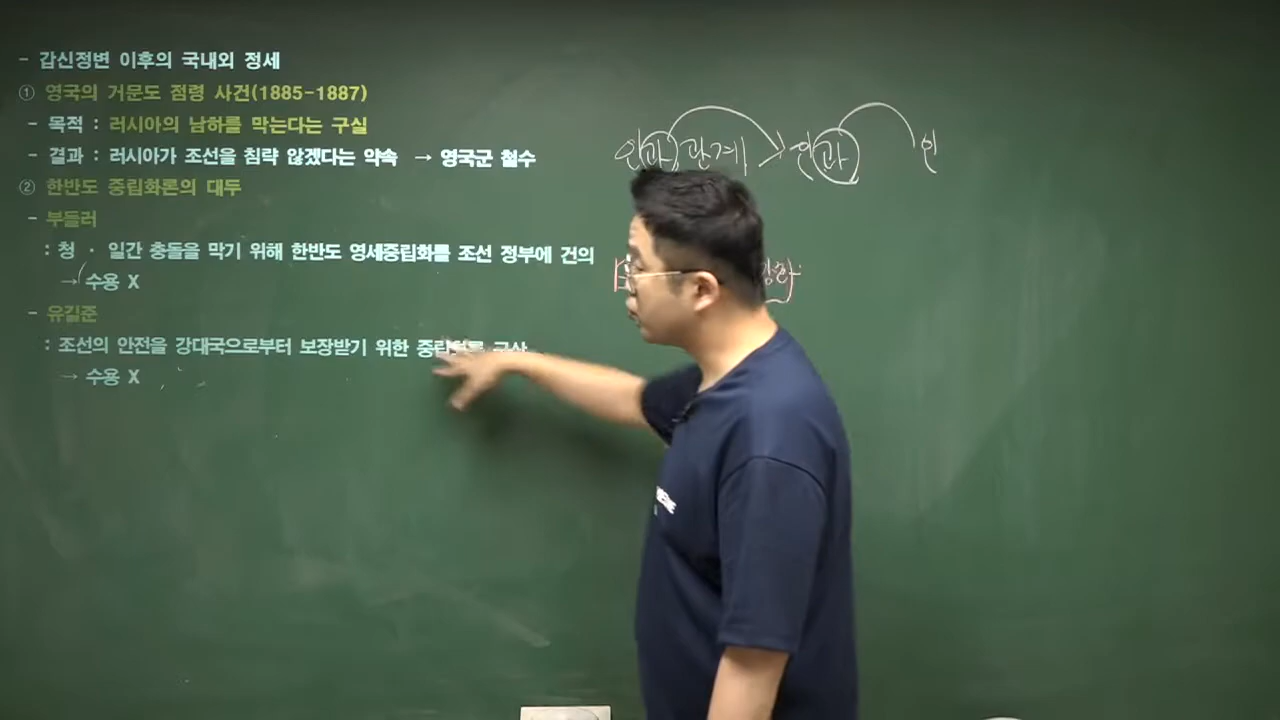 - 갑신정변 이후의 국내외 정세
① 영국의 거문도 점령 사건(1885-1887)
- 목적 : 러시아의 남하를 막는다는 구실
- 결과 : 러시아가 조선을 침략 않겠다는 약속 → 영국군 철수
② 한반도 중립화론의 대두
- 부들러
: 청 · 일간 충돌을 막기 위해 한반도 영세중립화를 조선 정부에 건의
→ 수용 X
- 유길준
: 조선의 안전을 강대국으로부터 보장받기 위한
→ 수용 X
인과관계 → 인과 인